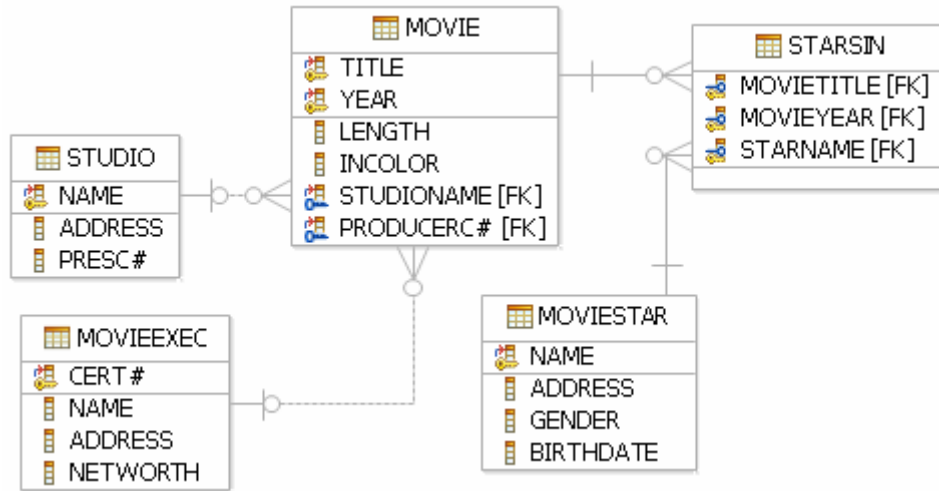 MOVIE
TITLE
YEAR
LENGTH
INCOLOR
STUDIONAME [FK]
PRODUCERC# [FK]
STARSIN
MOVIETITLE [FK]
MOVIEYEAR [FK]
STARNAME [FK]
STUDIO
NAME
ADDRESS
PRESC#
MOVIEEXEC
CERT#
NAME
ADDRESS
NETWORTH
MOVIESTAR
NAME
ADDRESS
GENDER
BIRTHDATE